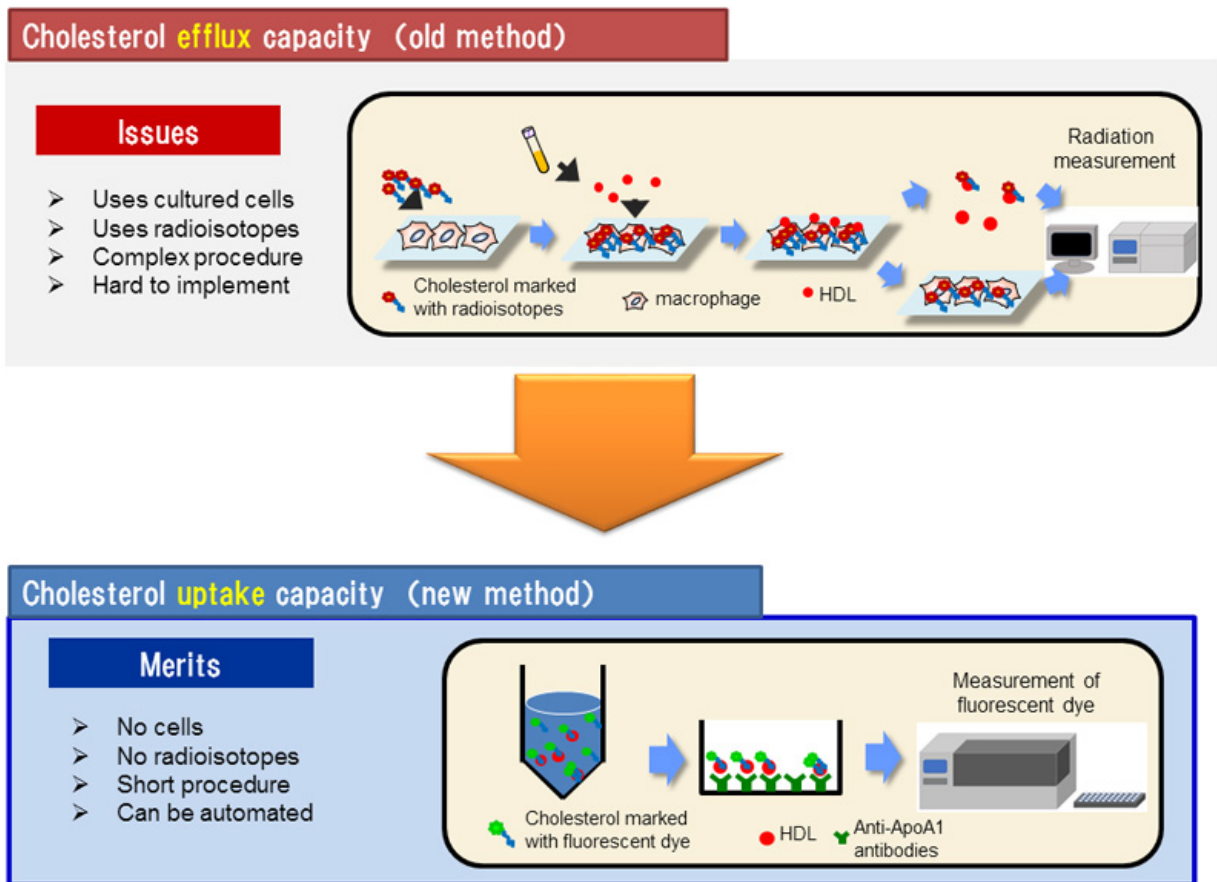 Cholesterol efflux capacity (old method)
Issues
➢ Uses cultured cells
➢ Uses radioisotopes
➢ Complex procedure
➢ Hard to implement
Radiation
measurement
Cholesterol marked
with radioisotopes
macrophage
HDL
Cholesterol uptake capacity (new method)
Merits
➢ No cells
➢ No radioisotopes
➢ Short procedure
➢ Can be automated
Measurement of
fluorescent dye
Cholesterol marked
with fluorescent dye
HDL
Anti-ApoA1
antibodies